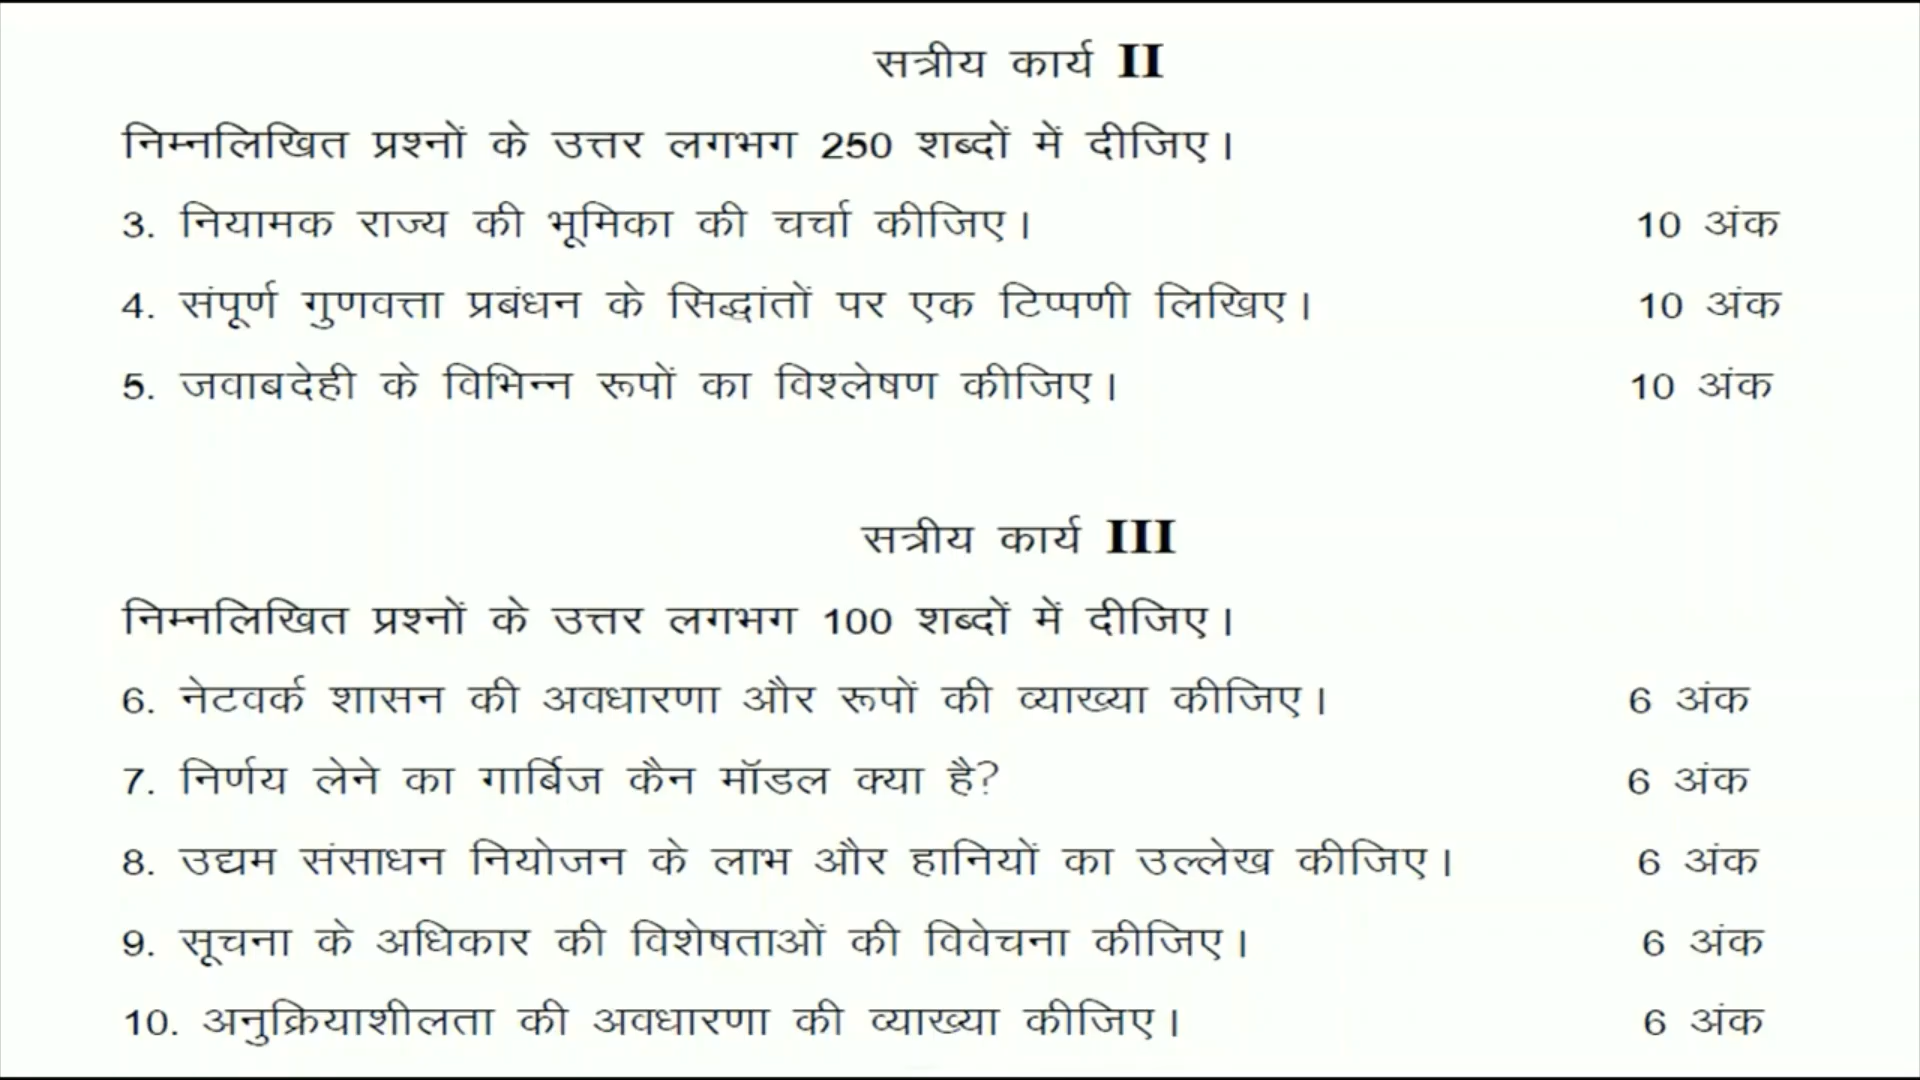 सत्रीय कार्य II
निम्नलिखित प्रश्नों के उत्तर लगभग 250 शब्दों में दीजिए।
3. नियामक राज्य की भूमिका की चर्चा कीजिए। 10 अंक
4. संपूर्ण गुणवत्ता प्रबंधन के सिद्धांतों पर एक टिप्पणी लिखिए। 10 अंक
5. जवाबदेही के विभिन्न रूपों का विश्लेषण कीजिए। 10 अंक
सत्रीय कार्य III
निम्नलिखित प्रश्नों के उत्तर लगभग 100 शब्दों में दीजिए।
6. नेटवर्क शासन की अवधारणा और रूपों की व्याख्या कीजिए। 6 अंक
7. निर्णय लेने का गार्बिज कैन मॉडल क्या है? 6 अंक
8. उद्यम संसाधन नियोजन के लाभ और हानियों का उल्लेख कीजिए। 6 अंक
9. सूचना के अधिकार की विशेषताओं की विवेचना कीजिए। 6 अंक
10. अनुक्रियाशीलता की अवधारणा की व्याख्या कीजिए। 6 अंक